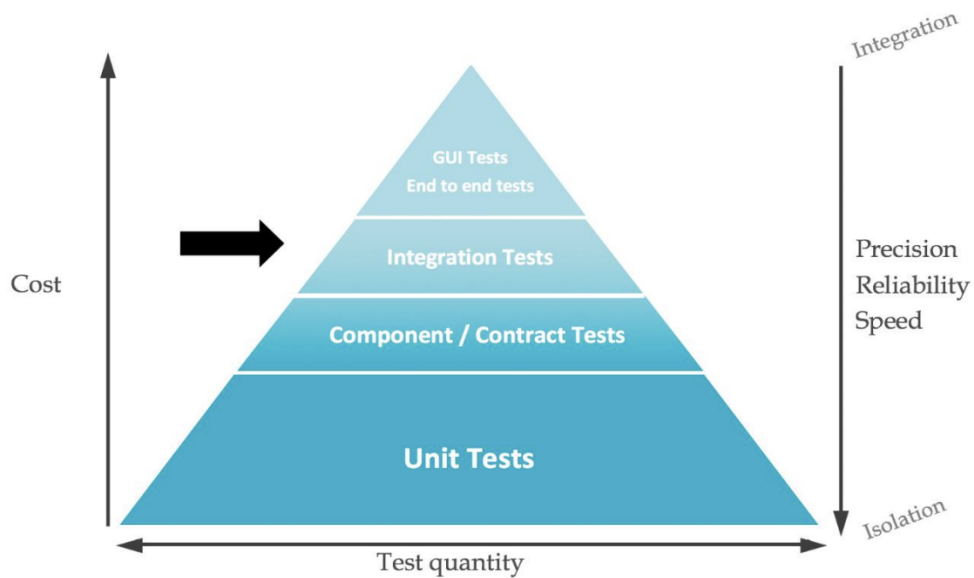 Integration
GUI Tests
End to end tests
Integration Tests
Cost
Precision
Reliability
Speed
Component / Contract Tests
Unit Tests
Isolation
Test quantity